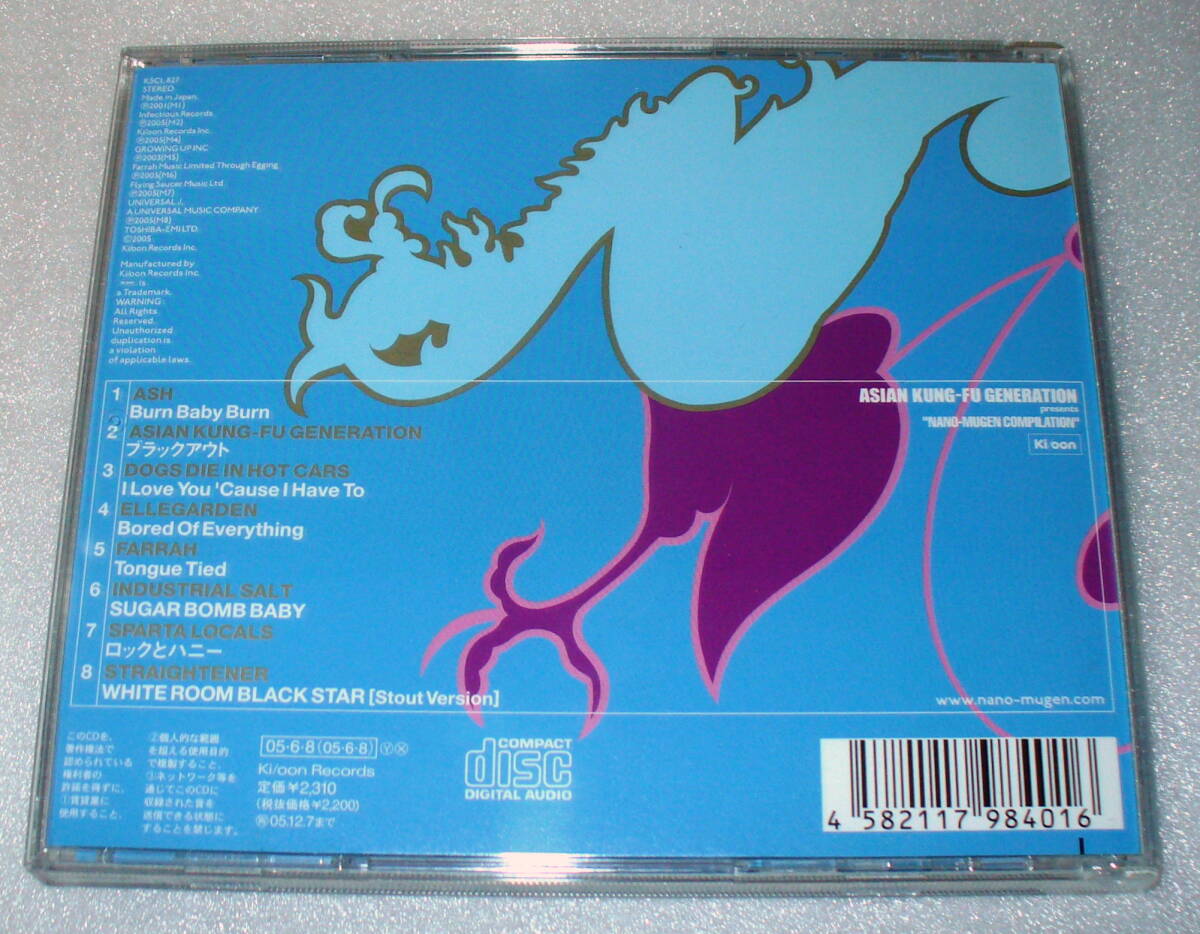 KSCL 827
STEREO
Made in Japan.
℗2001(M1)
Infectious Records
℗2005(M2)
Ki/oon Records Inc.
℗2005(M4)
GROWING UP INC
℗2003(M5)
Farrah Music Limited Through Egging.
℗2005(M6)
Flying Saucer Music Ltd
℗2005(M7)
UNIVERSAL J,
A UNIVERSAL MUSIC COMPANY
℗2005(M8)
TOSHIBA-EMI LTD.
©2005
Ki/oon Records Inc.
Manufactured by
Ki/oon Records Inc.
is
a Trademark.
WARNING:
All Rights
Reserved.
Unauthorized
duplication is
a violation
of applicable laws.
1 ASH
Burn Baby Burn
2 ASIAN KUNG-FU GENERATION
ブラックアウト
3 DOGS DIE IN HOT CARS
I Love You 'Cause I Have To
4 ELLEGARDEN
Bored Of Everything
5 FARRAH
Tongue Tied
6 INDUSTRIAL SALT
SUGAR BOMB BABY
7 SPARTA LOCALS
ロックとハニー
8 STRAIGHTENER
WHITE ROOM BLACK STAR [Stout Version]
ASIAN KUNG-FU GENERATION
presents
"NANO-MUGEN COMPILATION"
Ki/oon
www.nano-mugen.com
このCDを、
著作権法で
認められている
権利者の
許諾を得ずに、
①賃貸業に
使用すること、
②個人的な範囲
を超える使用目的
で複製すること、
③ネットワーク等を
通じてこのCDに
収録された音を
送信できる状態に
することを禁じます。
05・6・8(05・6・8) Ⓨ Ⓧ
Ki/oon Records
定価¥2,310
(税抜価格¥2,200)
05.12.7まで
COMPACT
disc
DIGITAL AUDIO
4 582117 984016